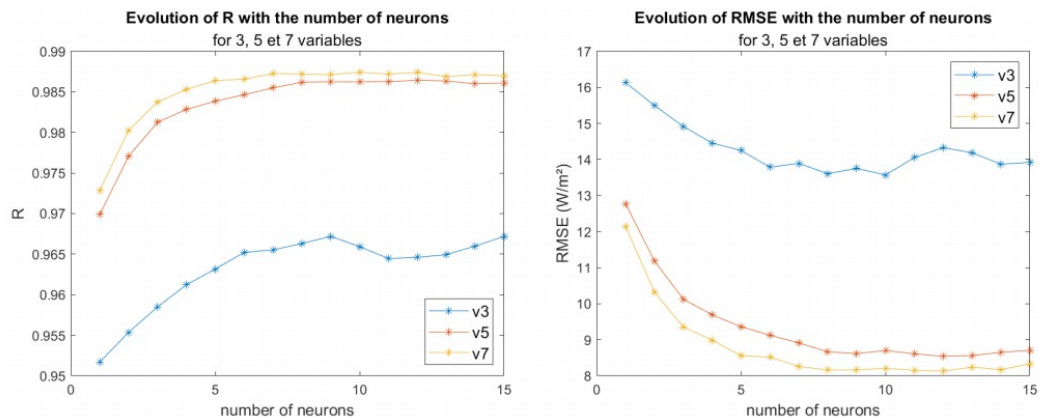 Evolution of R with the number of neurons
for 3, 5 et 7 variables
0.99
0.985
0.98
0.975
0.97
0.965
0.96
0.955
0.95
R
0
5
10
15
number of neurons
v3
v5
v7
Evolution of RMSE with the number of neurons
for 3, 5 et 7 variables
17
16
15
14
13
12
11
10
9
8
RMSE (W/m²)
0
5
10
15
number of neurons
v3
v5
v7